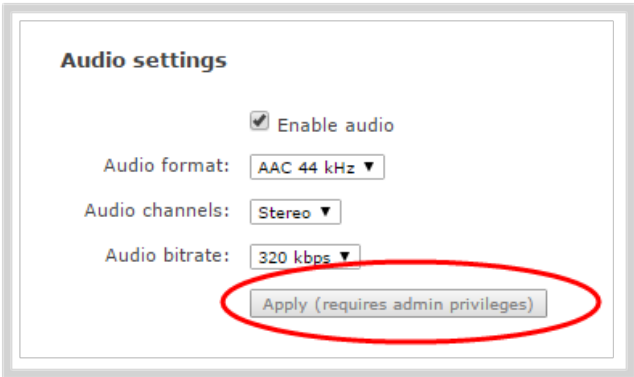 Audio settings
Enable audio
Audio format: AAC 44 kHz
Audio channels: Stereo
Audio bitrate: 320 kbps
Apply (requires admin privileges)